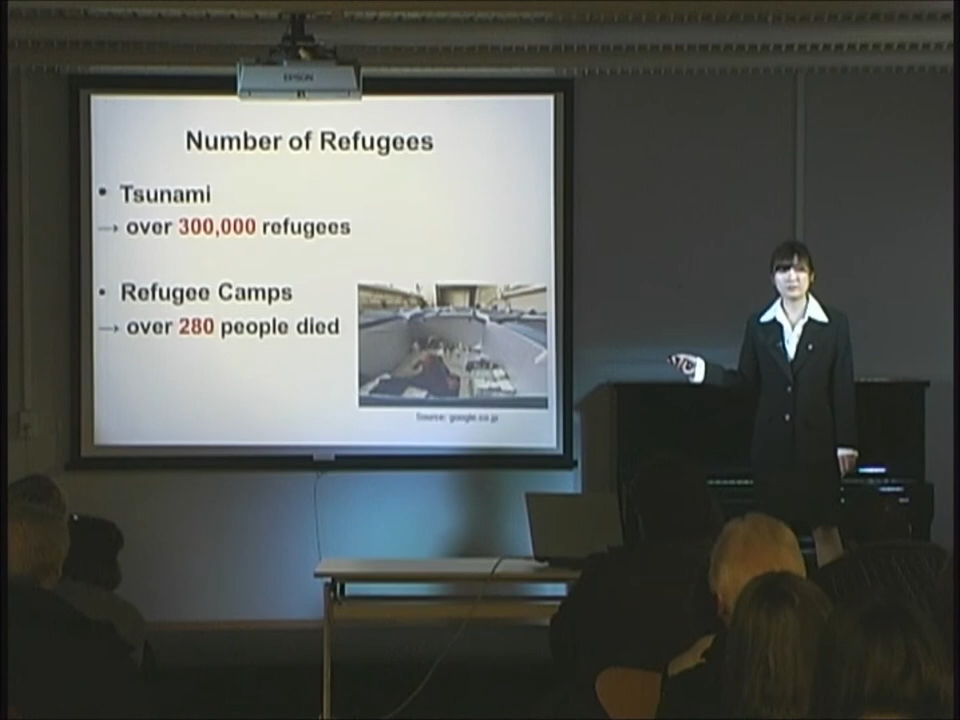 EPSON
Number of Refugees
• Tsunami
→ over 300,000 refugees
• Refugee Camps
→ over 280 people died
Source: google.co.jp